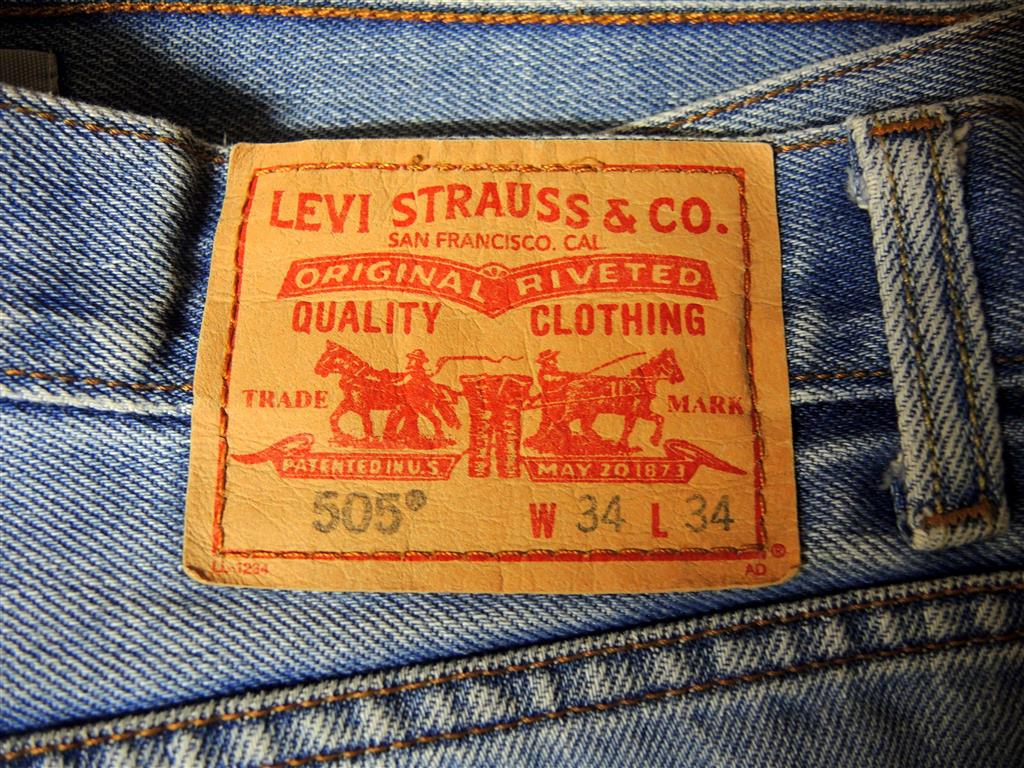 LEVI STRAUSS & CO.
SAN FRANCISCO, CAL
ORIGINAL RIVETED
QUALITY CLOTHING
TRADE MARK
PATENTED IN U.S. MAY 20 1873
505® W 34 L 34
®
AD